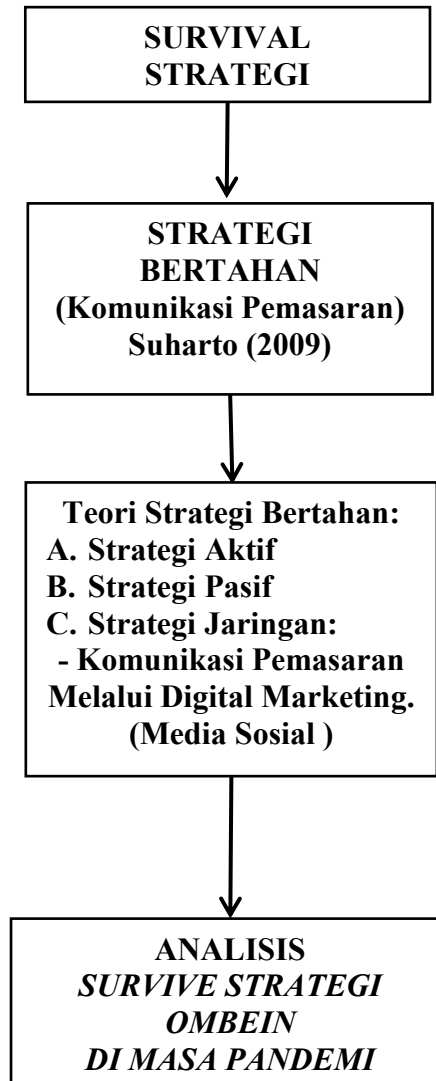 SURVIVAL
STRATEGI
STRATEGI
BERTAHAN
(Komunikasi Pemasaran)
Suharto (2009)
Teori Strategi Bertahan:
A. Strategi Aktif
B. Strategi Pasif
C. Strategi Jaringan:
- Komunikasi Pemasaran
Melalui Digital Marketing.
(Media Sosial )
ANALISIS
SURVIVE STRATEGI
OMBEIN
DI MASA PANDEMI